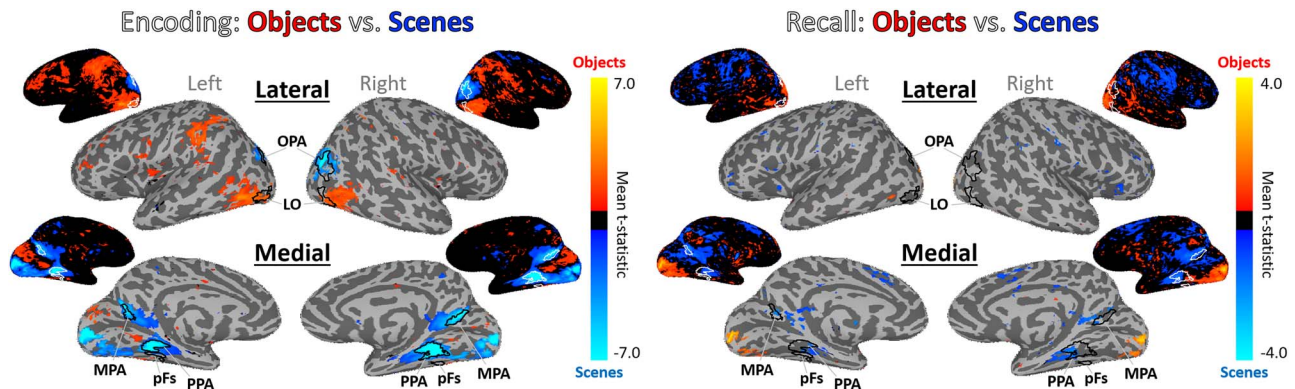 Encoding: Objects vs. Scenes
Left
Lateral
Right
Objects
7.0
OPA
LO
Mean t-statistic
Medial
MPA
pFs
PPA
PPA
pFs
MPA
-7.0
Scenes
Recall: Objects vs. Scenes
Left
Lateral
Right
Objects
4.0
OPA
LO
Mean t-statistic
Medial
MPA
pFs
PPA
PPA
pFs
MPA
-4.0
Scenes